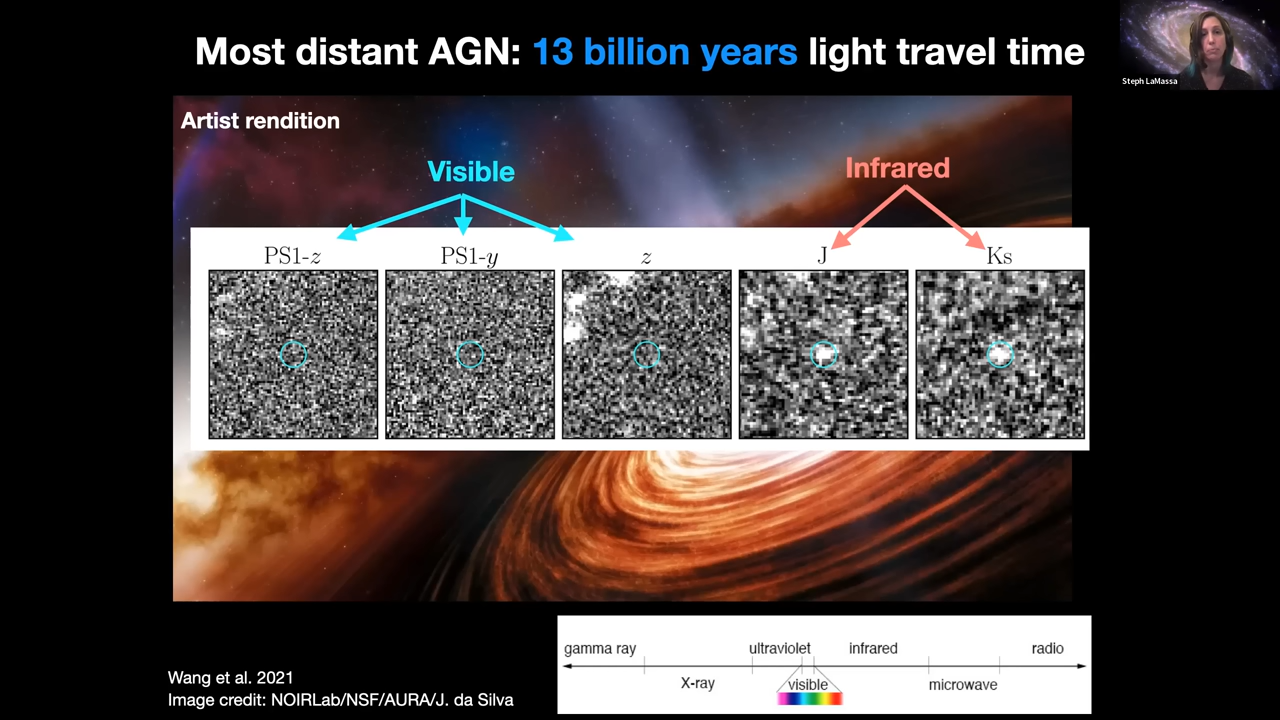 Most distant AGN: 13 billion years light travel time
Steph LaMassa
Artist rendition
Visible
Infrared
PS1-z
PS1-y
z
J
Ks
gamma ray
ultraviolet
infrared
radio
X-ray
visible
microwave
Wang et al. 2021
Image credit: NOIRLab/NSF/AURA/J. da Silva